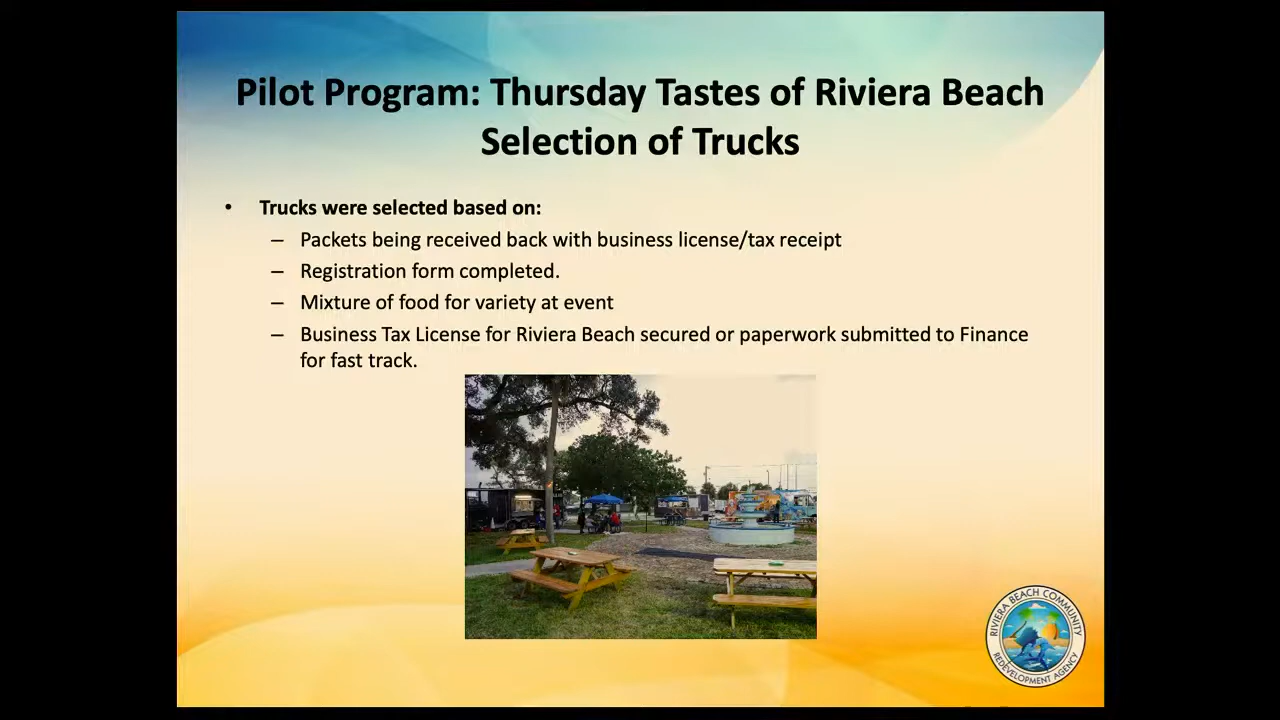 Pilot Program: Thursday Tastes of Riviera Beach
Selection of Trucks
• Trucks were selected based on:
– Packets being received back with business license/tax receipt
– Registration form completed.
– Mixture of food for variety at event
– Business Tax License for Riviera Beach secured or paperwork submitted to Finance
for fast track.
RIVIERA BEACH COMMUNITY
REDEVELOPMENT AGENCY